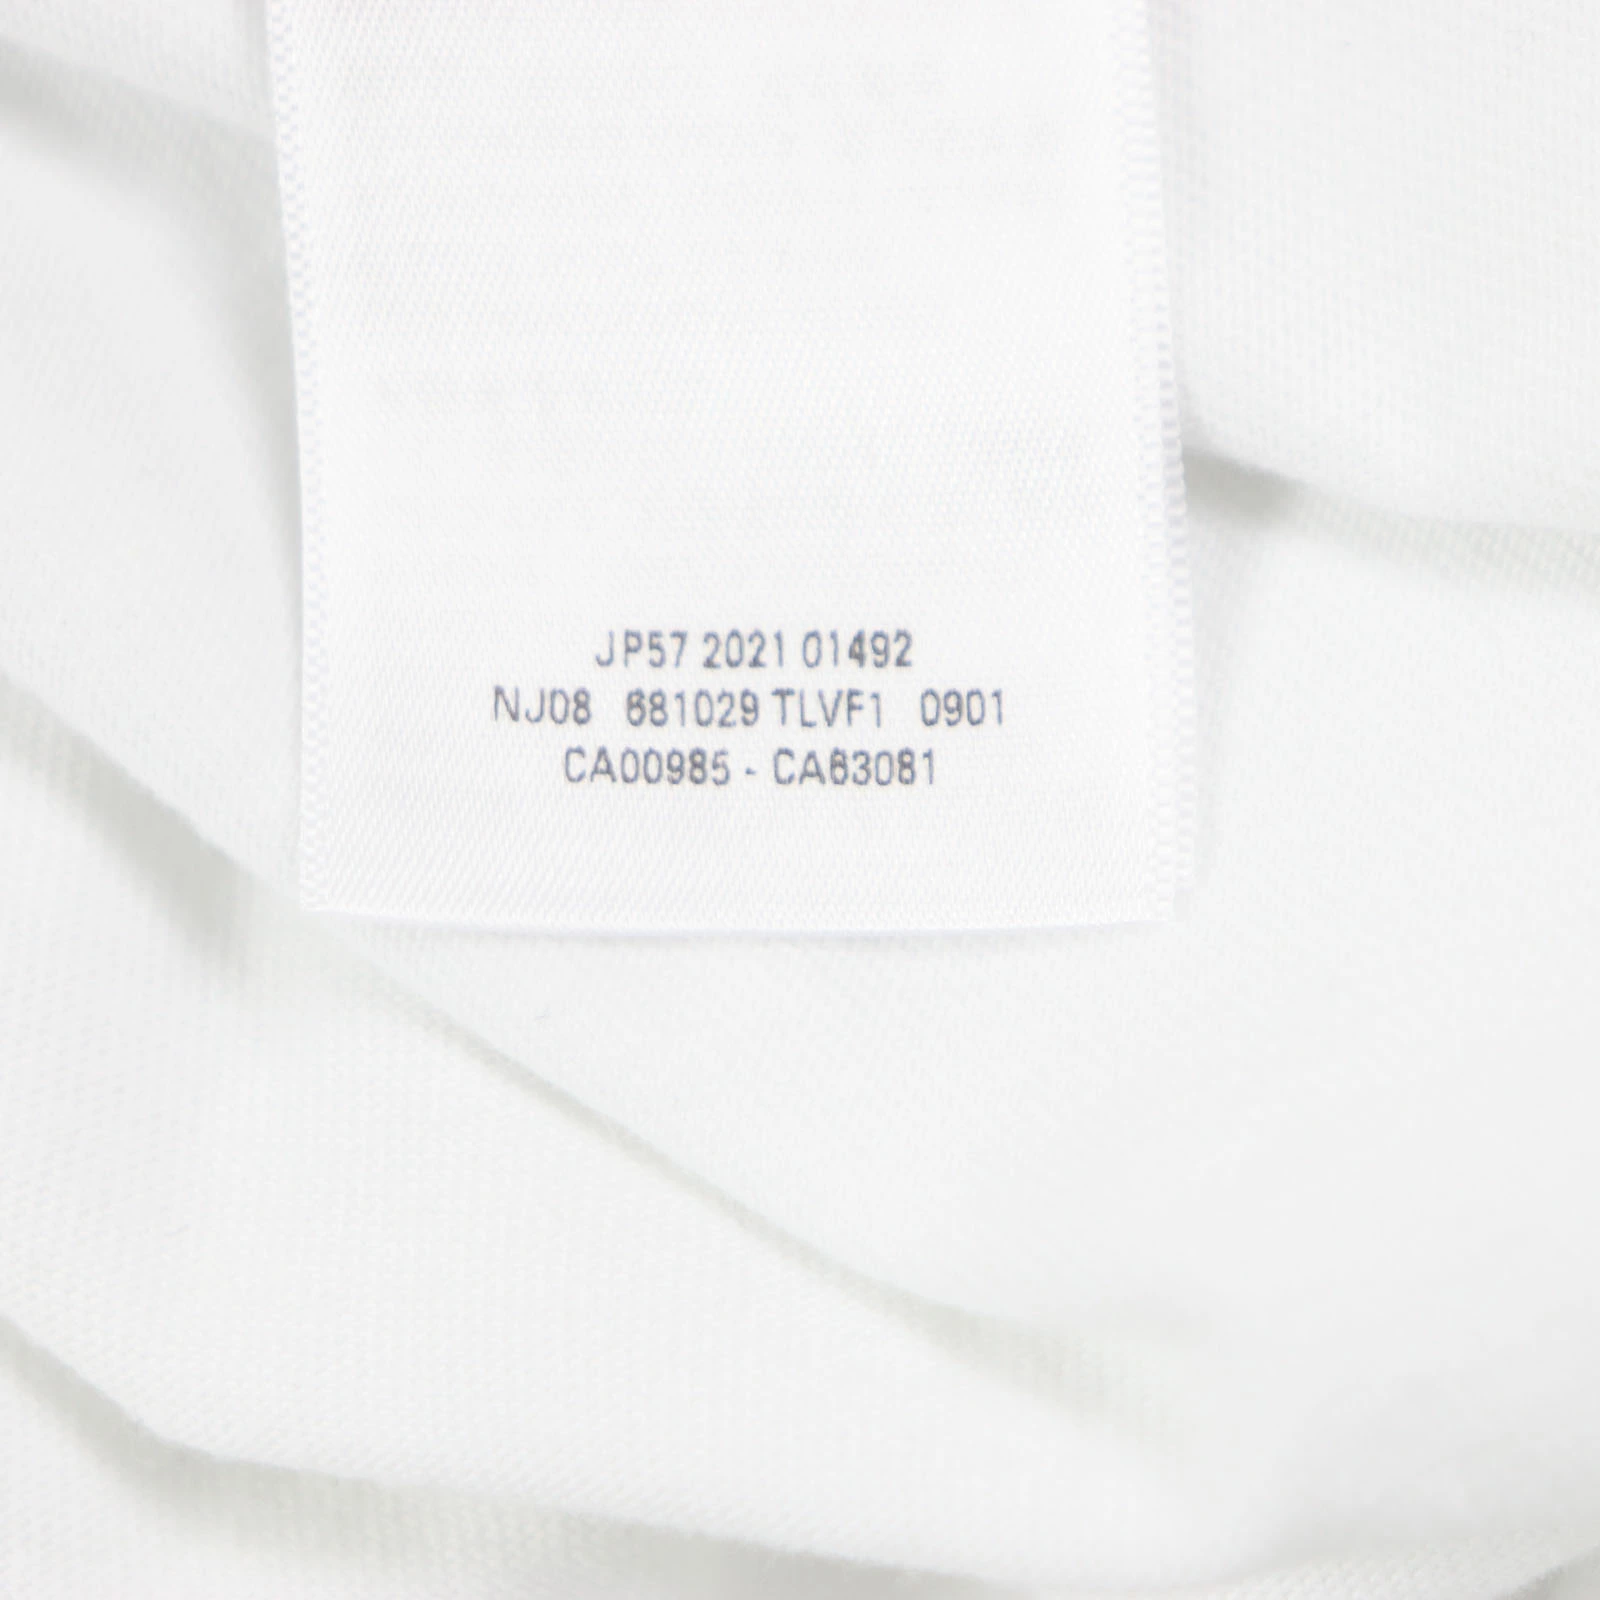 JP57 2021 01492
NJ08 681029 TLVF1 0901
CA00985 - CA63081